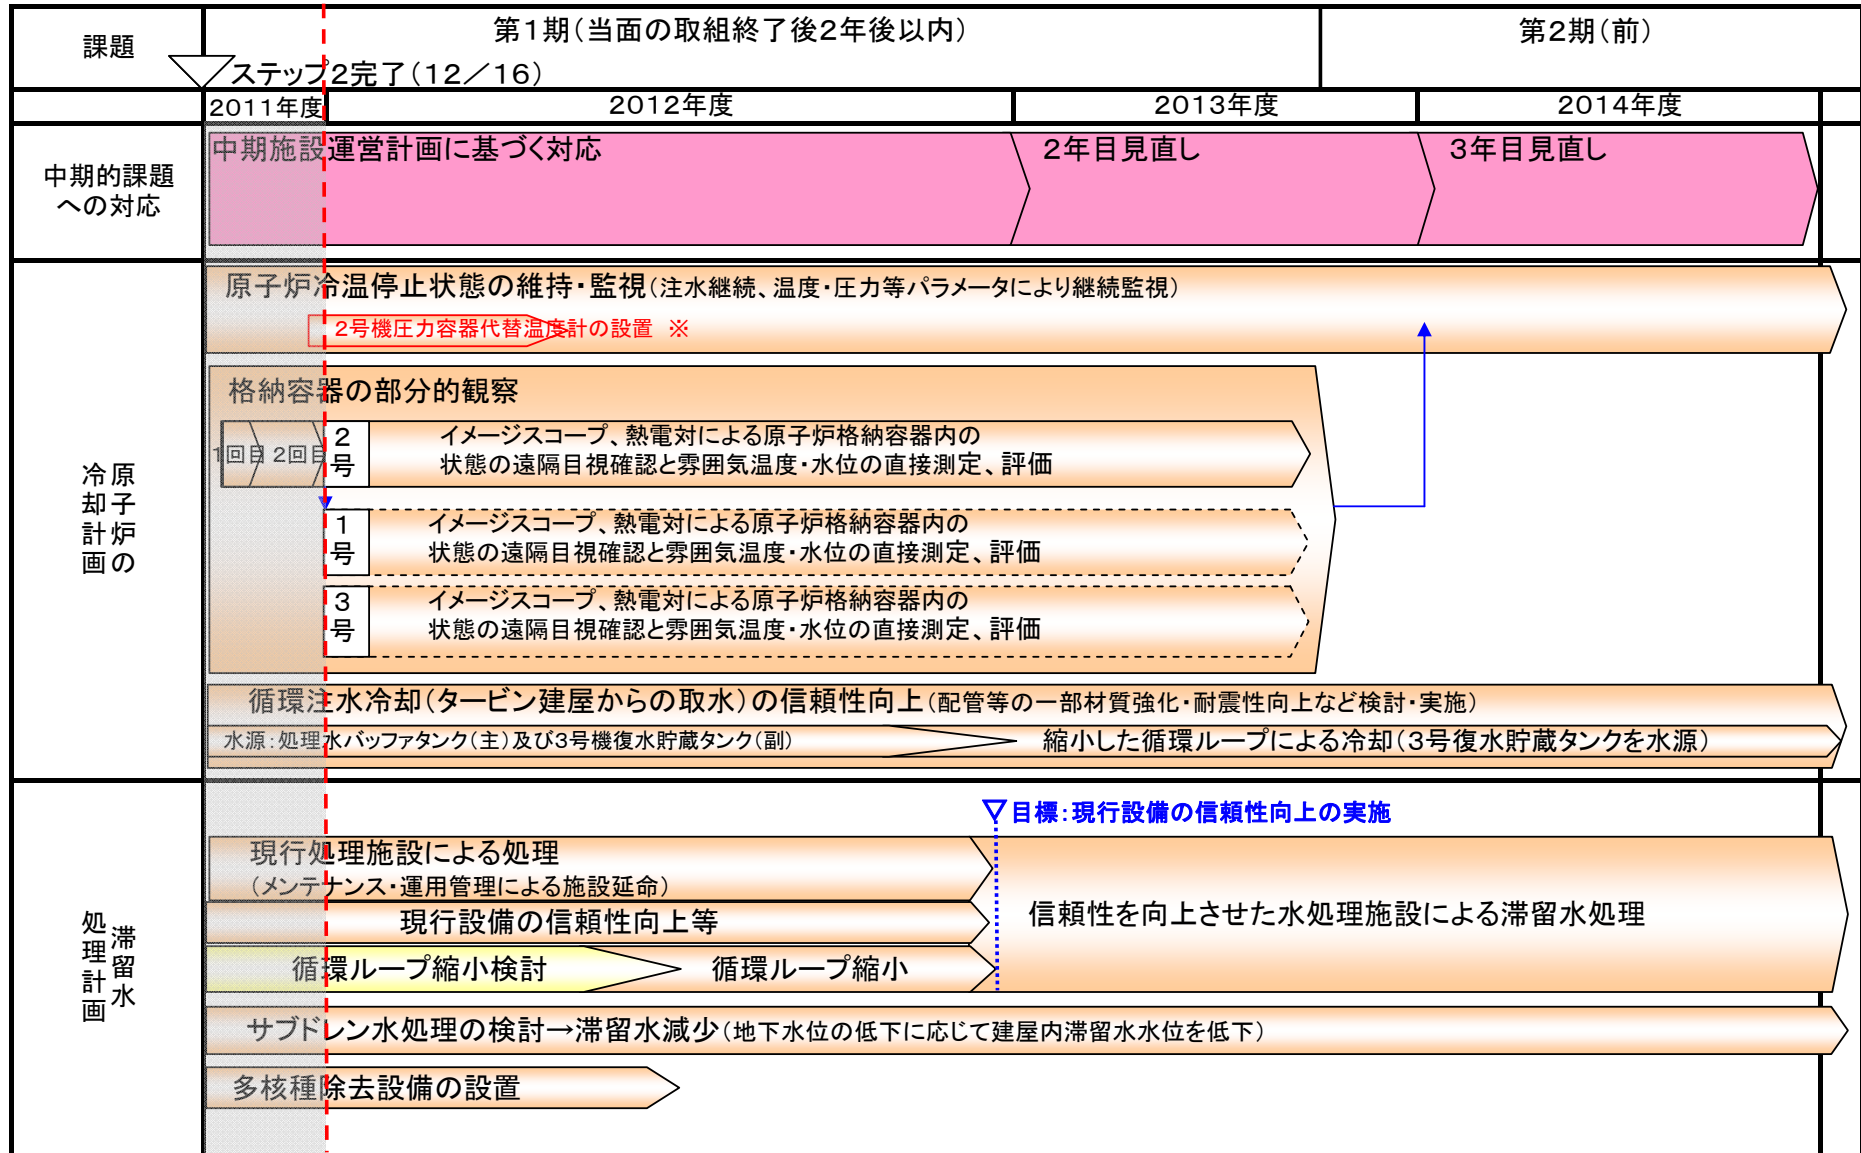 課題
第1期（当面の取組終了後2年後以内）
第2期（前）
ステップ2完了（12／16）
2011年度
2012年度
2013年度
2014年度
中期的課題
への対応
中期施設運営計画に基づく対応
2年目見直し
3年目見直し
原子炉の
冷却計画
原子炉冷温停止状態の維持・監視（注水継続、温度・圧力等パラメータにより継続監視）
2号機圧力容器代替温度計の設置 ※
格納容器の部分的観察
1回目
2回目
2
号
イメージスコープ、熱電対による原子炉格納容器内の
状態の遠隔目視確認と雰囲気温度・水位の直接測定、評価
1
号
イメージスコープ、熱電対による原子炉格納容器内の
状態の遠隔目視確認と雰囲気温度・水位の直接測定、評価
3
号
イメージスコープ、熱電対による原子炉格納容器内の
状態の遠隔目視確認と雰囲気温度・水位の直接測定、評価
循環注水冷却（タービン建屋からの取水）の信頼性向上（配管等の一部材質強化・耐震性向上など検討・実施）
水源：処理水バッファタンク（主）及び3号機復水貯蔵タンク（副）
縮小した循環ループによる冷却（3号復水貯蔵タンクを水源）
滞留水
処理計画
目標：現行設備の信頼性向上の実施
現行処理施設による処理
（メンテナンス・運用管理による施設延命）
現行設備の信頼性向上等
信頼性を向上させた水処理施設による滞留水処理
循環ループ縮小検討
循環ループ縮小
サブドレン水処理の検討→滞留水減少（地下水位の低下に応じて建屋内滞留水水位を低下）
多核種除去設備の設置